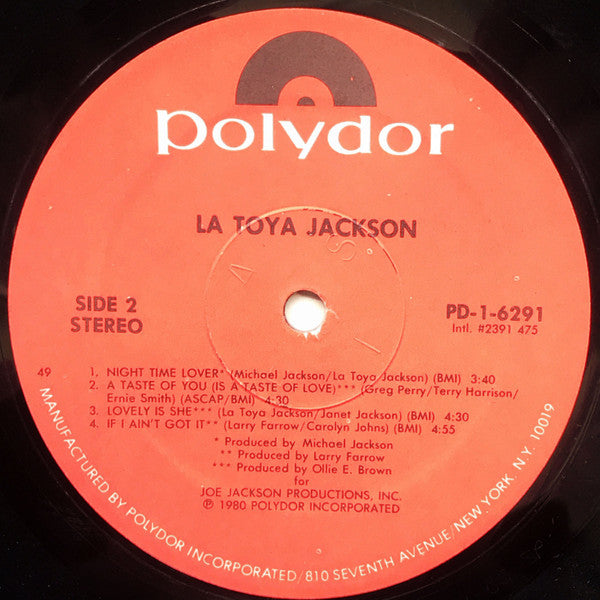 polydor
LA TOYA JACKSON
SIDE 2
STEREO
PD-1-6291
Intl. #2391 475
49
1. NIGHT TIME LOVER* (Michael Jackson/La Toya Jackson) (BMI) 3:40
2. A TASTE OF YOU (IS A TASTE OF LOVE)*** (Greg Perry/Terry Harrison/
Ernie Smith) (ASCAP/BMI) 4:30
3. LOVELY IS SHE*** (La Toya Jackson/Janet Jackson) (BMI) 4:30
4. IF I AIN'T GOT IT** (Larry Farrow/Carolyn Johns) (BMI) 4:55
* Produced by Michael Jackson
** Produced by Larry Farrow
*** Produced by Ollie E. Brown
for
JOE JACKSON PRODUCTIONS, INC.
℗ 1980 POLYDOR INCORPORATED
MANUFACTURED BY POLYDOR INCORPORATED/810 SEVENTH AVENUE/NEW YORK. N.Y. 10019